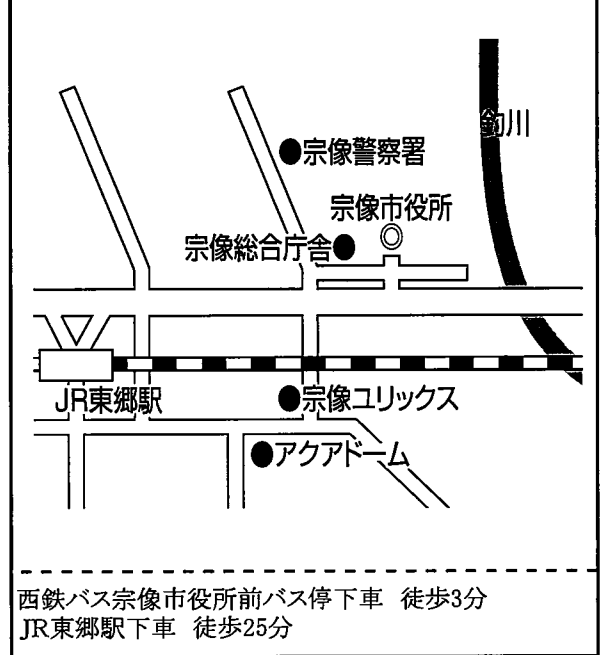 釣川
宗像警察署
宗像市役所
宗像総合庁舎
JR東郷駅
宗像ユリックス
アクアドーム
西鉄バス宗像市役所前バス停下車 徒歩3分
JR東郷駅下車 徒歩25分